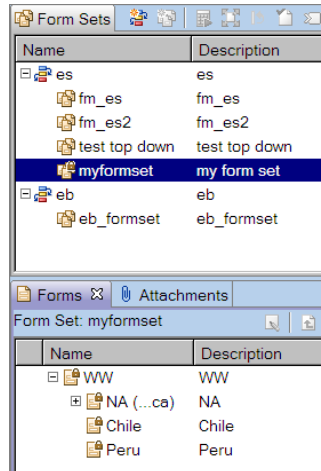 Form Sets
Name Description
es es
fm_es fm_es
fm_es2 fm_es2
test top down test top down
myformset my form set
eb eb
eb_formset eb_formset
Forms Attachments
Form Set: myformset
Name Description
WW WW
NA (...ca) NA
Chile Chile
Peru Peru